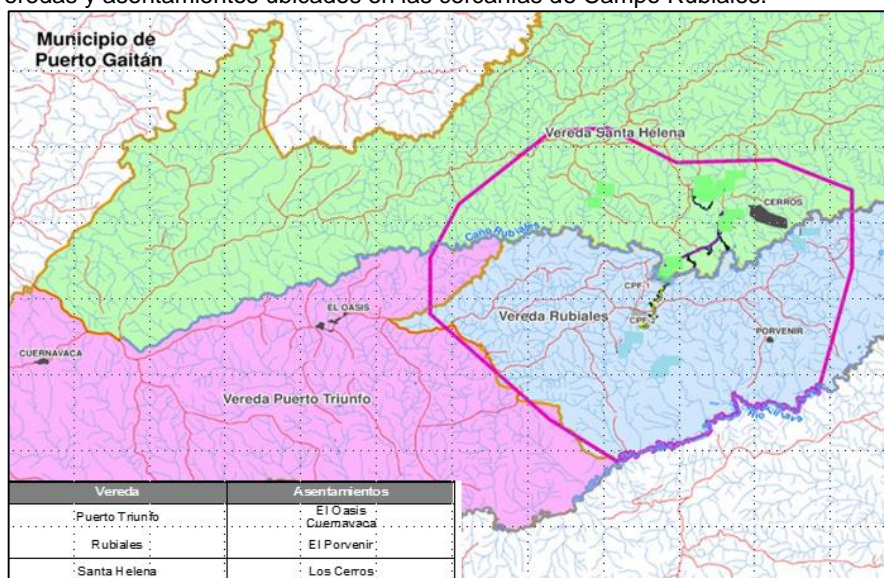 eredas y asentamientos ubicados en las cercanías de Campo Rubiales.
Municipio de
Puerto Gaitán
Vereda Santa Helena
CERROS
Caño Rubiales
CPF-1
EL OASIS
Vereda Rubiales
CPF-2
PORVENIR
CUERNAVACA
Vereda Puerto Triunfo
Río
Vereda
Asentamientos
Puerto Triunfo
El Oasis
Cuernavaca
Rubiales
El Porvenir
Santa Helena
Los Cerros